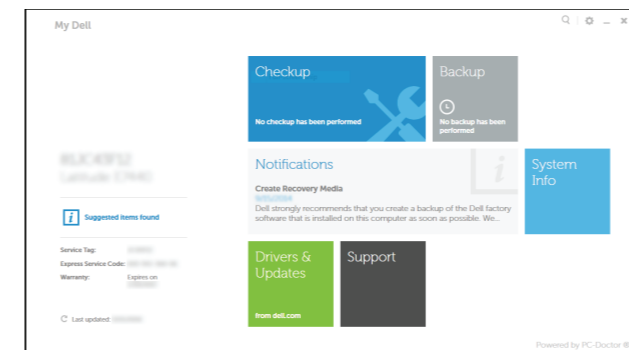 My Dell
Suggested items found
Service Tag:
Express Service Code:
Warranty: Expires on
Last updated:
Checkup
No checkup has been performed
Backup
No backup has been
performed
Notifications
Create Recovery Media
Dell strongly recommends that you create a backup of the Dell factory
software that is installed on this computer as soon as possible. We...
System
Info
Drivers &
Updates
from dell.com
Support
Powered by PC-Doctor ®